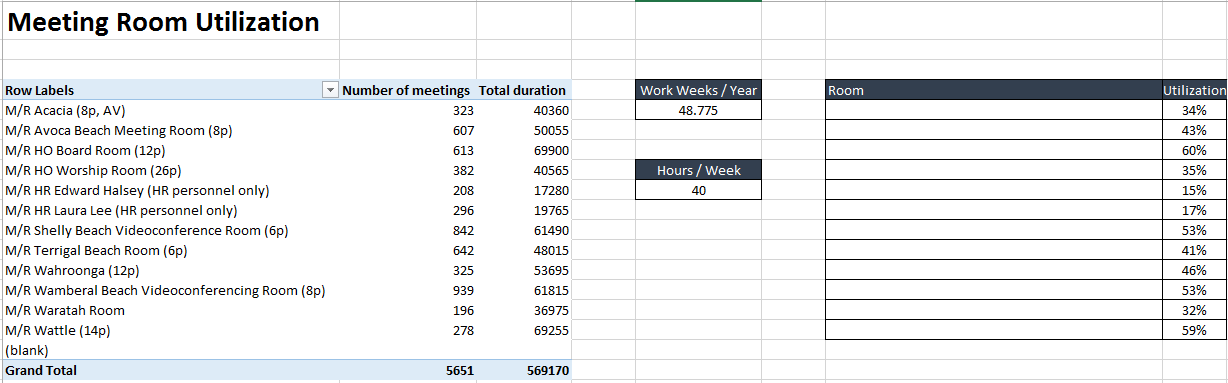 Meeting Room Utilization
Row Labels Number of meetings Total duration Work Weeks / Year Room Utilization
M/R Acacia (8p, AV) 323 40360 48.775 34%
M/R Avoca Beach Meeting Room (8p) 607 50055 43%
M/R HO Board Room (12p) 613 69900 60%
M/R HO Worship Room (26p) 382 40565 Hours / Week 35%
M/R HR Edward Halsey (HR personnel only) 208 17280 40 15%
M/R HR Laura Lee (HR personnel only) 296 19765 17%
M/R Shelly Beach Videoconference Room (6p) 842 61490 53%
M/R Terrigal Beach Room (6p) 642 48015 41%
M/R Wahroonga (12p) 325 53695 46%
M/R Wamberal Beach Videoconferencing Room (8p) 939 61815 53%
M/R Waratah Room 196 36975 32%
M/R Wattle (14p) 278 69255 59%
(blank)
Grand Total 5651 569170